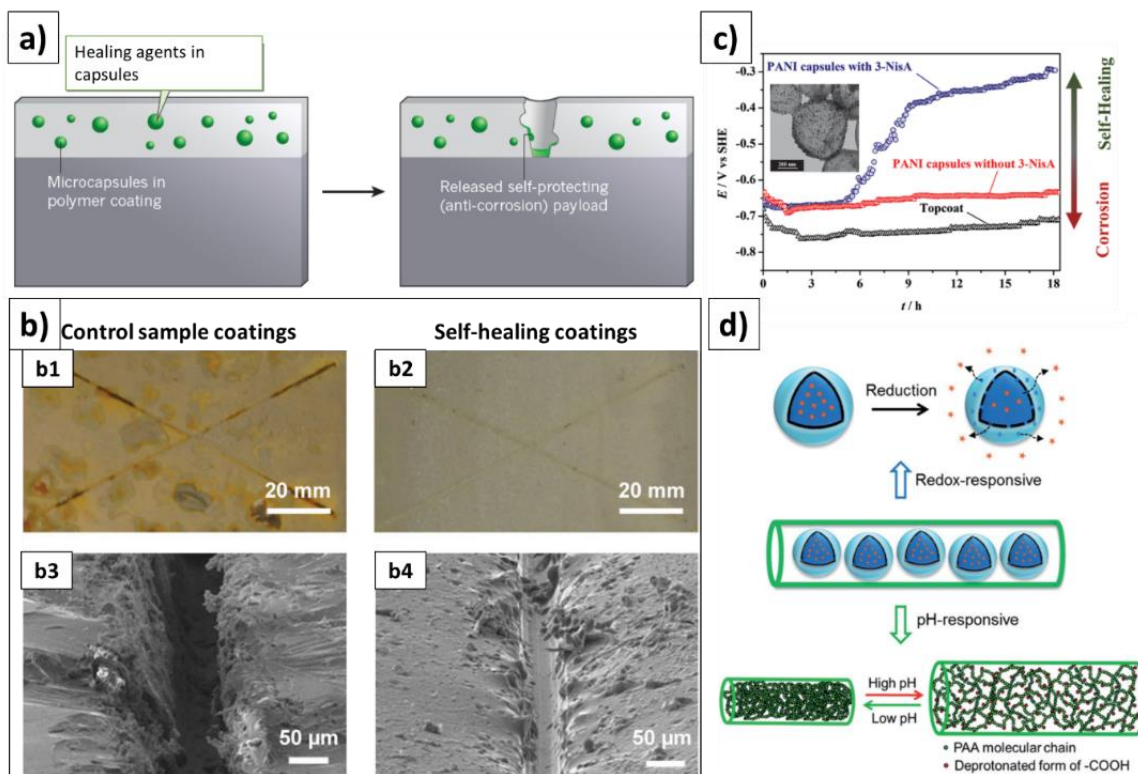 a)
Healing agents in
capsules
Microcapsules in
polymer coating
Released self-protecting
(anti-corrosion) payload
b)
Control sample coatings
Self-healing coatings
b1
20 mm
b2
20 mm
b3
50 µm
b4
50 µm
c)
PANI capsules with 3-NisA
200 nm
PANI capsules without 3-NisA
Topcoat
E / V vs SHE
-0.3
-0.4
-0.5
-0.6
-0.7
-0.8
0 3 6 9 12 15 18
t / h
Self-Healing
Corrosion
d)
Reduction
Redox-responsive
pH-responsive
High pH
Low pH
PAA molecular chain
Deprotonated form of -COOH